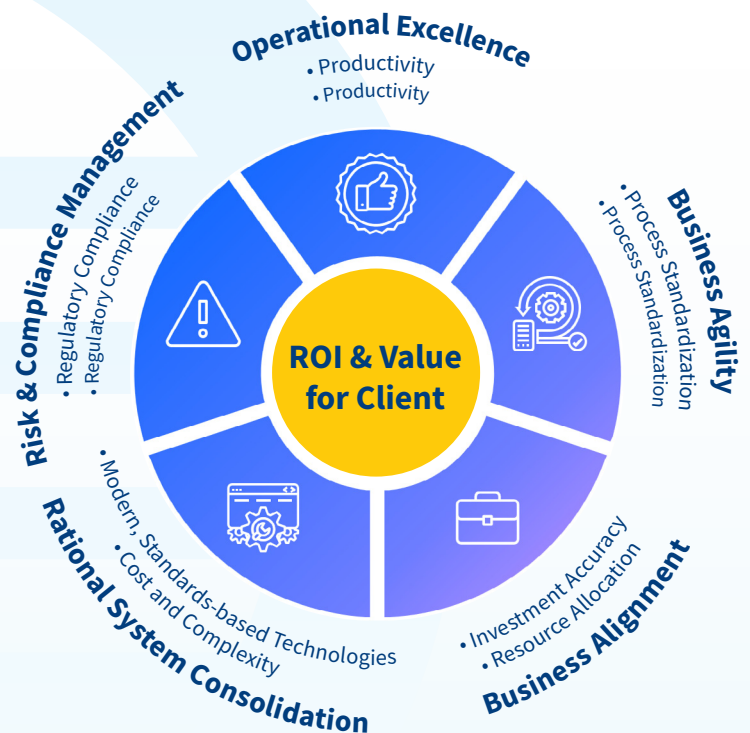 Operational Excellence
• Productivity
• Productivity
Business Agility
• Process Standardization
• Process Standardization
Business Alignment
• Investment Accuracy
• Resource Allocation
Rational System Consolidation
• Modern, Standards-based Technologies
• Cost and Complexity
Risk & Compliance Management
• Regulatory Compliance
• Regulatory Compliance
ROI & Value
for Client